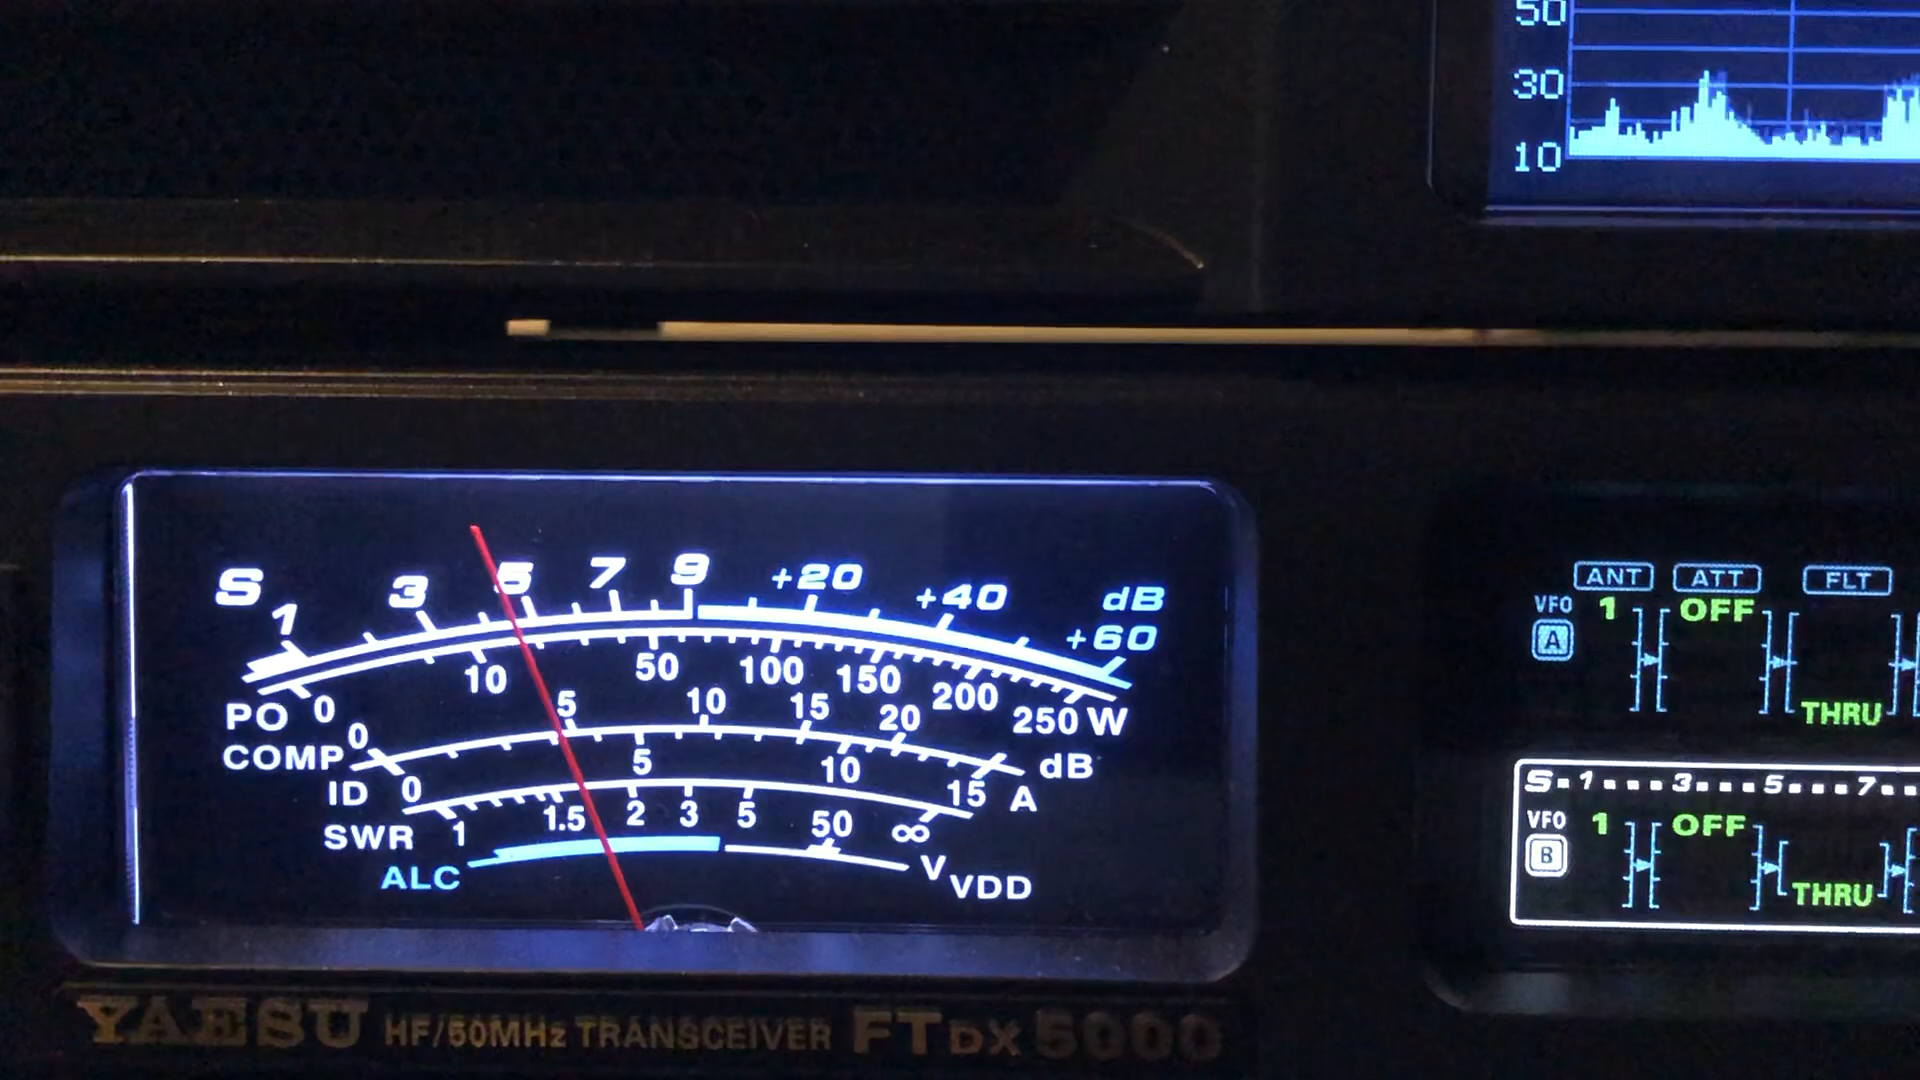 50
30
10
S 1 3 5 7 9 +20 +40 +60 dB
PO 0 10 50 100 150 200 250 W
COMP 0 5 10 15 20 dB
ID 0 5 10 15 A
SWR 1 1.5 2 3 5 50 ∞
ALC V VDD
YAESU HF/50MHz TRANSCEIVER FTDX 5000
ANT ATT FLT
VFO A 1 OFF THRU
S 1 3 5 7
VFO B 1 OFF THRU